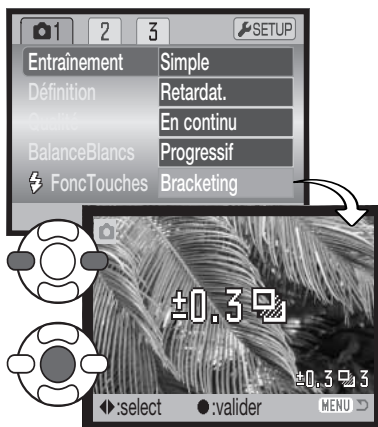 1 2 3 SETUP
Entraînement Simple
Définition Retardat.
Qualité En continu
BalanceBlancs Progressif
FoncTouches Bracketing
±0.3
±0.3 3
:select :valider MENU